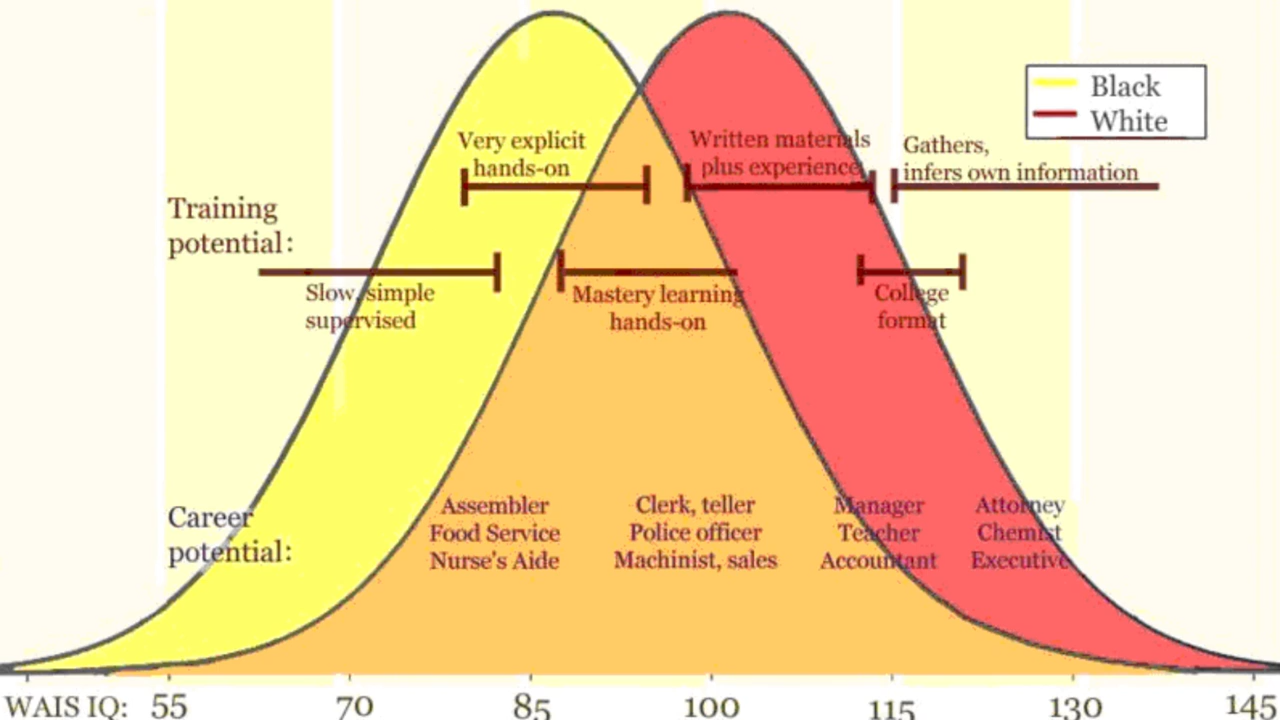 Black
White
Very explicit
hands-on
Written materials
plus experience
Gathers,
infers own information
Training
potential:
Slow, simple
supervised
Mastery learning
hands-on
College
format
Career
potential:
Assembler
Food Service
Nurse's Aide
Clerk, teller
Police officer
Machinist, sales
Manager
Teacher
Accountant
Attorney
Chemist
Executive
WAIS IQ: 55 70 85 100 115 130 145